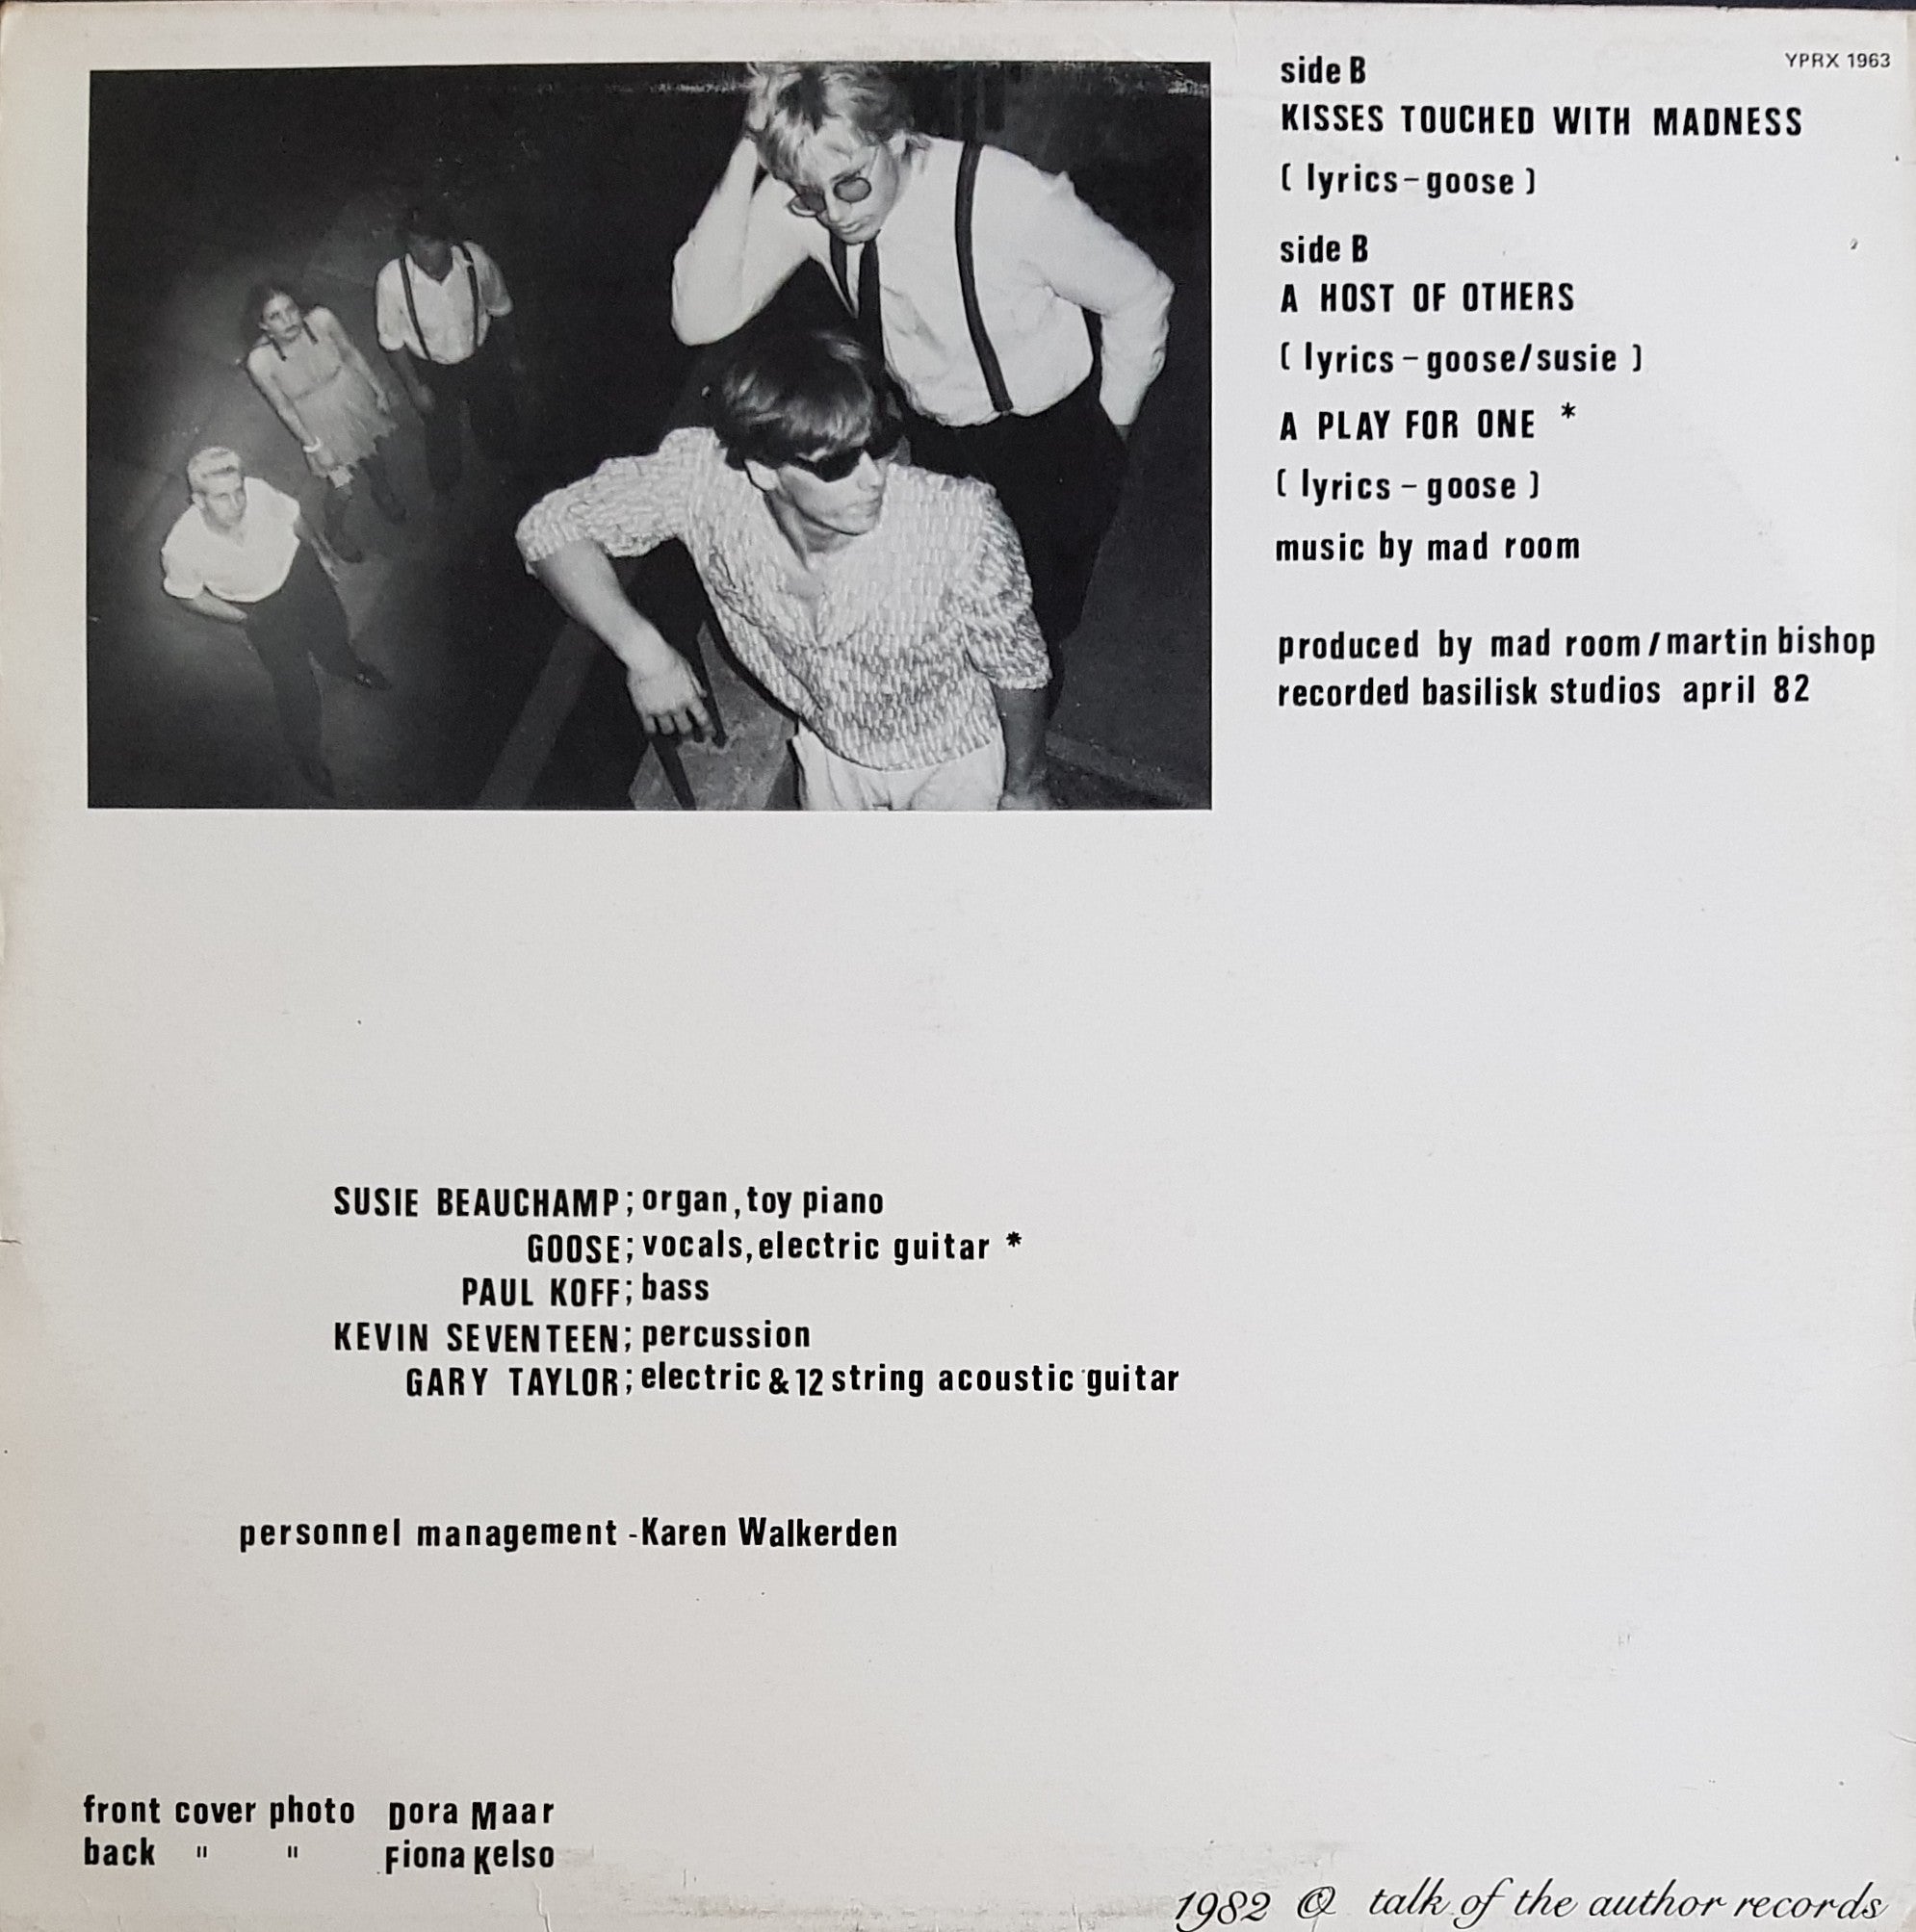 YPRX 1963
side B
KISSES TOUCHED WITH MADNESS
( lyrics - goose )
side B
A HOST OF OTHERS
( lyrics - goose/susie )
A PLAY FOR ONE *
( lyrics - goose )
music by mad room
produced by mad room / martin bishop
recorded basilisk studios april 82
SUSIE BEAUCHAMP; organ, toy piano
GOOSE; vocals, electric guitar *
PAUL KOFF; bass
KEVIN SEVENTEEN; percussion
GARY TAYLOR; electric & 12 string acoustic guitar
personnel management - Karen Walkerden
front cover photo Dora Maar
back " " Fiona Kelso
1982 @ talk of the author records